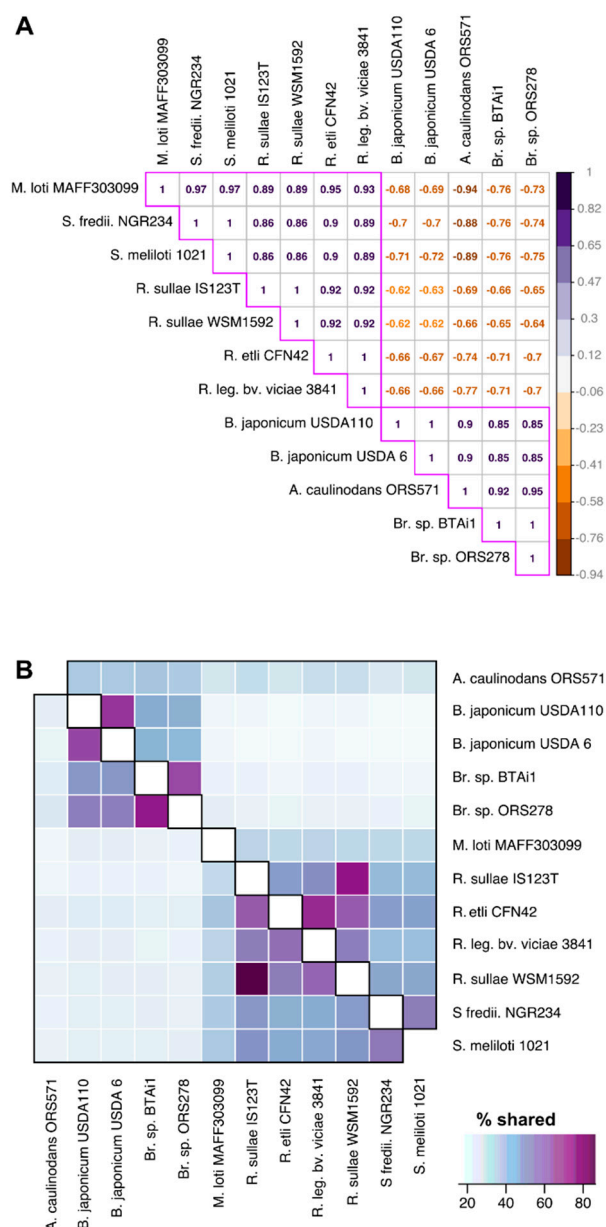 A
M. loti MAFF303099
S. fredii. NGR234
S. meliloti 1021
R. sullae IS123T
R. sullae WSM1592
R. etli CFN42
R. leg. bv. viciae 3841
B. japonicum USDA110
B. japonicum USDA 6
A. caulinodans ORS571
Br. sp. BTAi1
Br. sp. ORS278
M. loti MAFF303099 1 0.97 0.97 0.89 0.89 0.95 0.93 -0.68 -0.69 -0.94 -0.76 -0.73
S. fredii. NGR234 1 1 0.86 0.86 0.9 0.89 -0.7 -0.7 -0.88 -0.76 -0.74
S. meliloti 1021 1 0.86 0.86 0.9 0.89 -0.71 -0.72 -0.89 -0.76 -0.75
R. sullae IS123T 1 1 0.92 0.92 -0.62 -0.63 -0.69 -0.66 -0.65
R. sullae WSM1592 1 0.92 0.92 -0.62 -0.62 -0.66 -0.65 -0.64
R. etli CFN42 1 1 -0.66 -0.67 -0.74 -0.71 -0.7
R. leg. bv. viciae 3841 1 -0.66 -0.66 -0.77 -0.71 -0.7
B. japonicum USDA110 1 1 0.9 0.85 0.85
B. japonicum USDA 6 1 0.9 0.85 0.85
A. caulinodans ORS571 1 0.92 0.95
Br. sp. BTAi1 1 1
Br. sp. ORS278 1
1
0.82
0.65
0.47
0.3
0.12
-0.06
-0.23
-0.41
-0.58
-0.76
-0.94
B
A. caulinodans ORS571
B. japonicum USDA110
B. japonicum USDA 6
Br. sp. BTAi1
Br. sp. ORS278
M. loti MAFF303099
R. sullae IS123T
R. etli CFN42
R. leg. bv. viciae 3841
R. sullae WSM1592
S fredii. NGR234
S. meliloti 1021
A. caulinodans ORS571
B. japonicum USDA110
B. japonicum USDA 6
Br. sp. BTAi1
Br. sp. ORS278
M. loti MAFF303099
R. sullae IS123T
R. etli CFN42
R. leg. bv. viciae 3841
R. sullae WSM1592
S fredii. NGR234
S. meliloti 1021
% shared
20 40 60 80